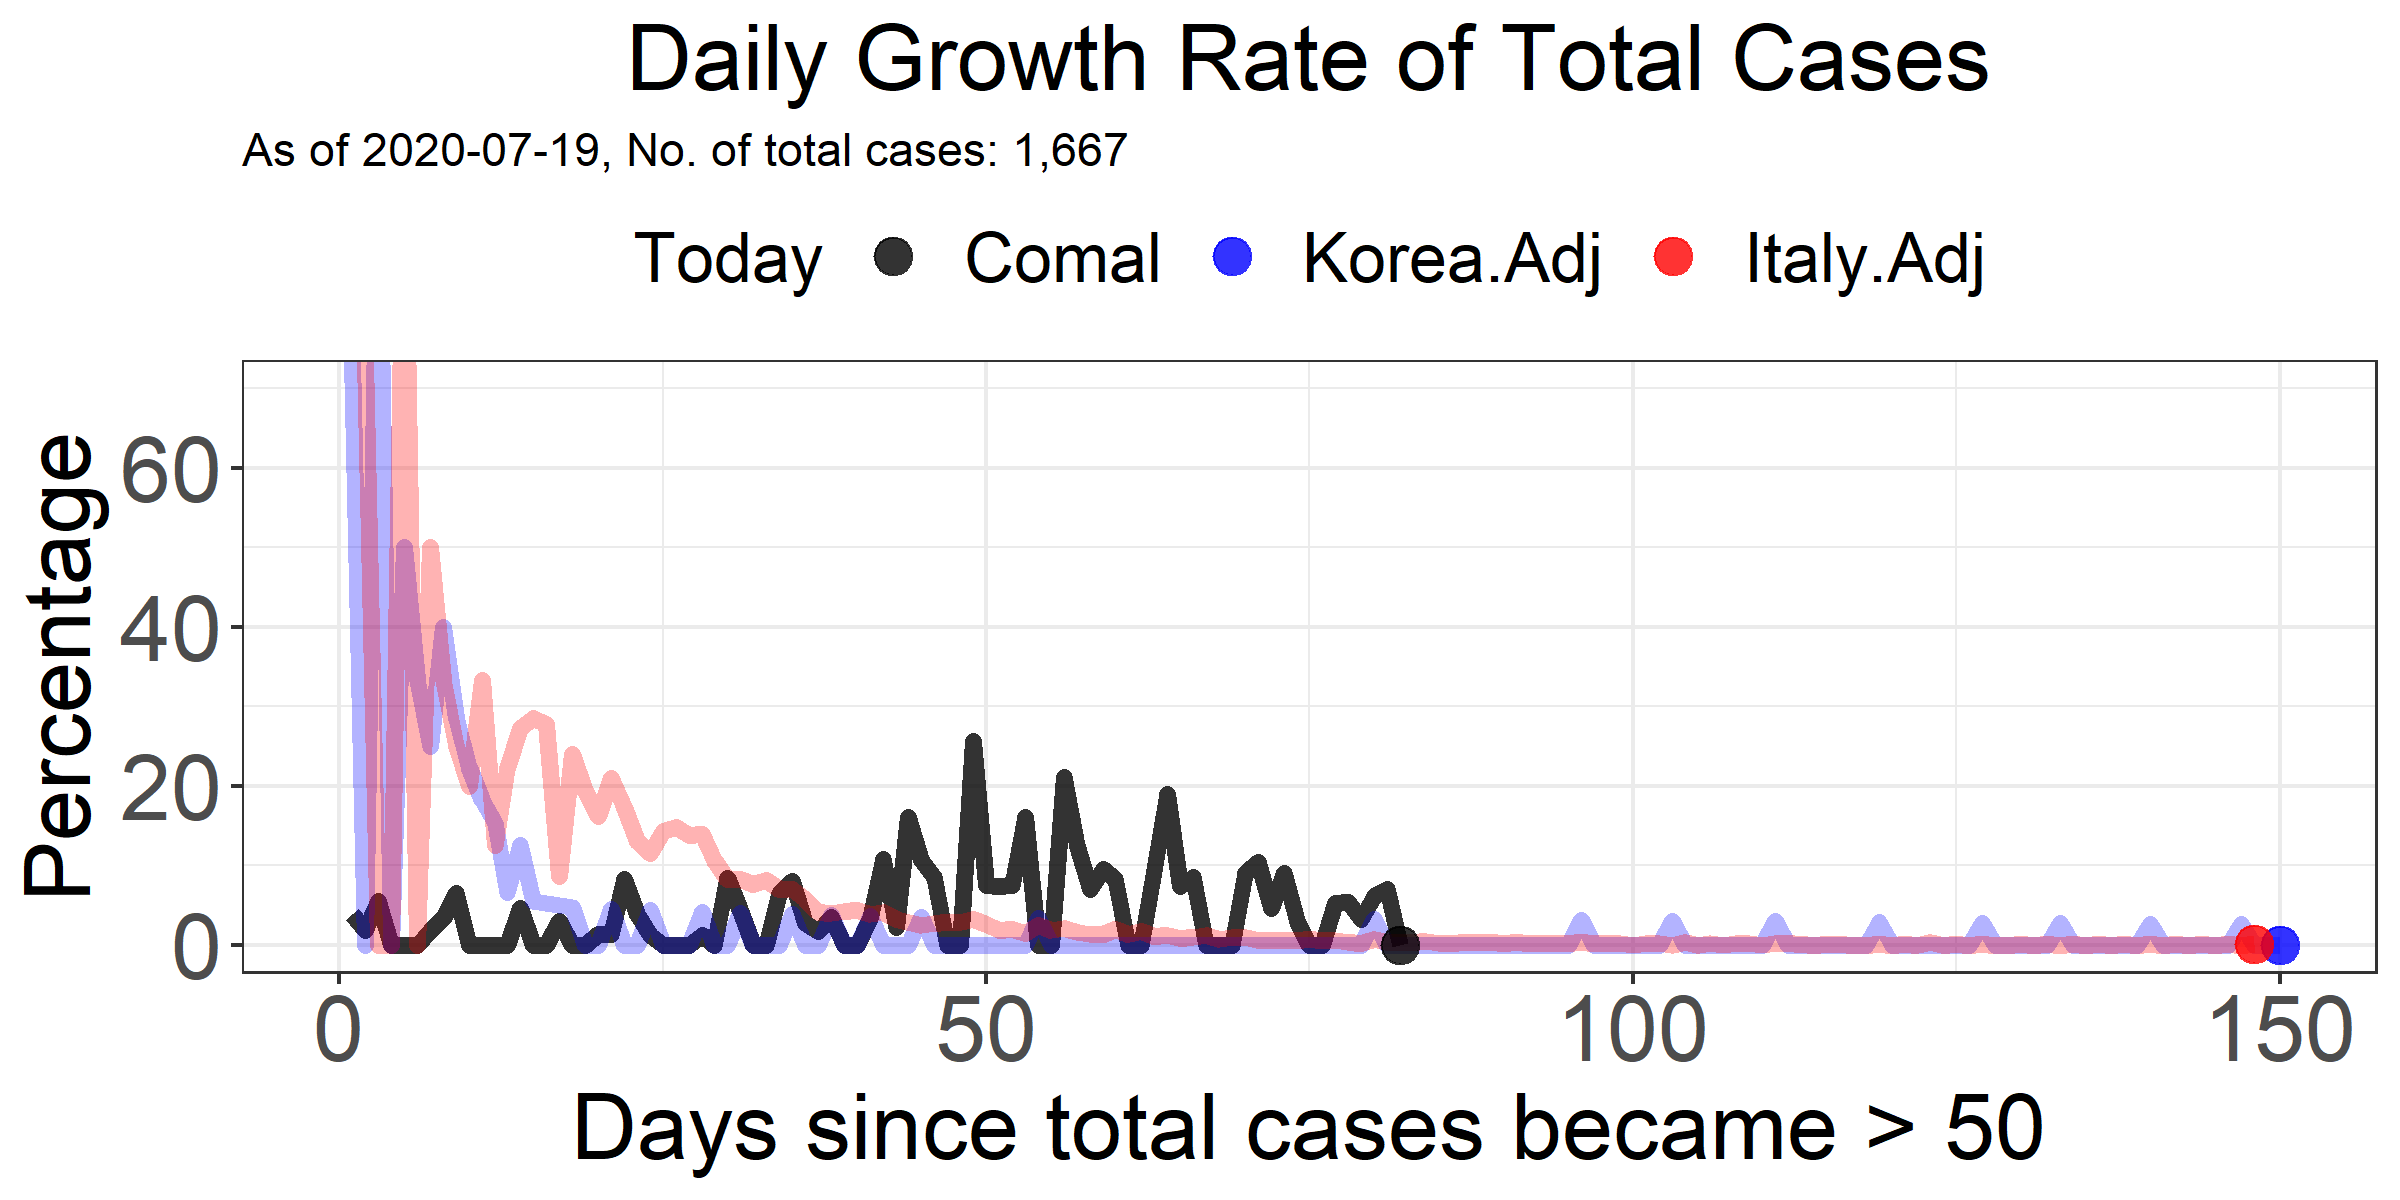 Daily Growth Rate of Total Cases
As of 2020-07-19, No. of total cases: 1,667
Today Comal Korea.Adj Italy.Adj
Percentage
60
40
20
0
0 50 100 150
Days since total cases became > 50